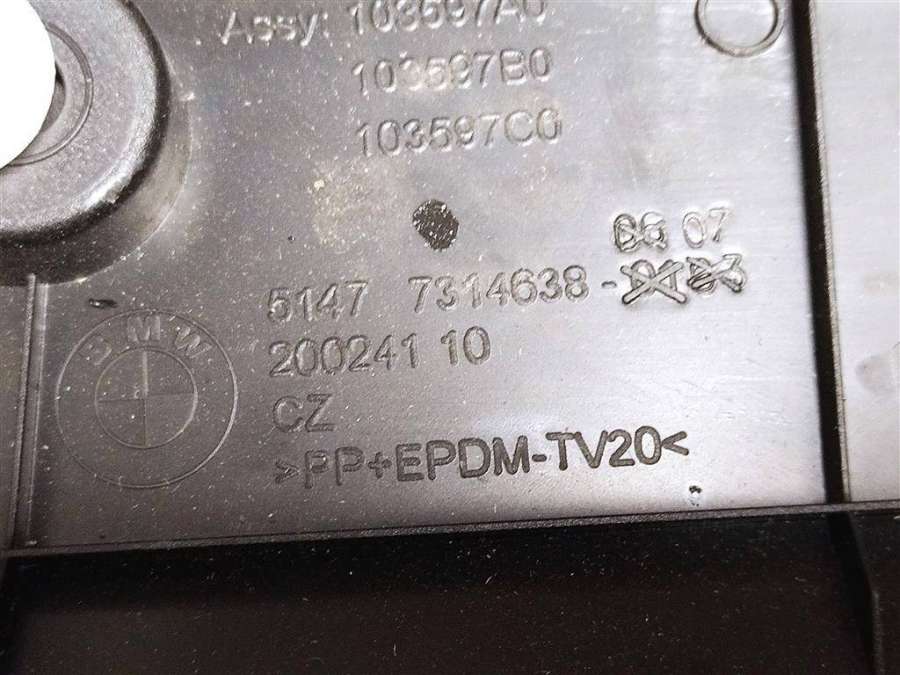 Assy: 103597A0
103597B0
103597C0
07
5147 7314638-
200241 10
CZ
>PP+EPDM-TV20<
BMW